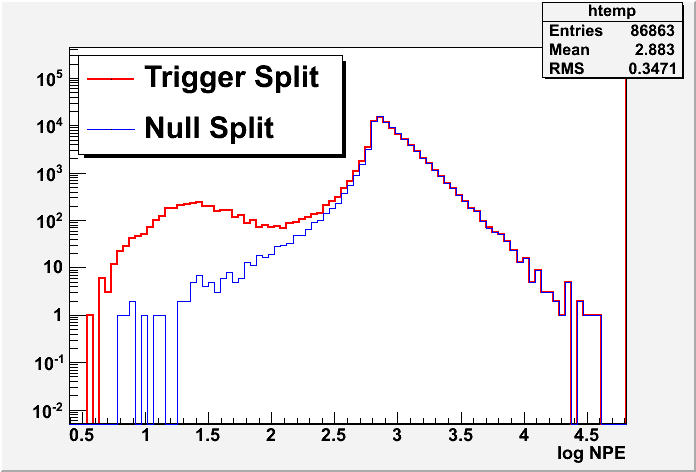 htemp
Entries 86863
Mean 2.883
RMS 0.3471
Trigger Split
Null Split
10^5
10^4
10^3
10^2
10
1
10^-1
10^-2
0.5 1 1.5 2 2.5 3 3.5 4 4.5
log NPE